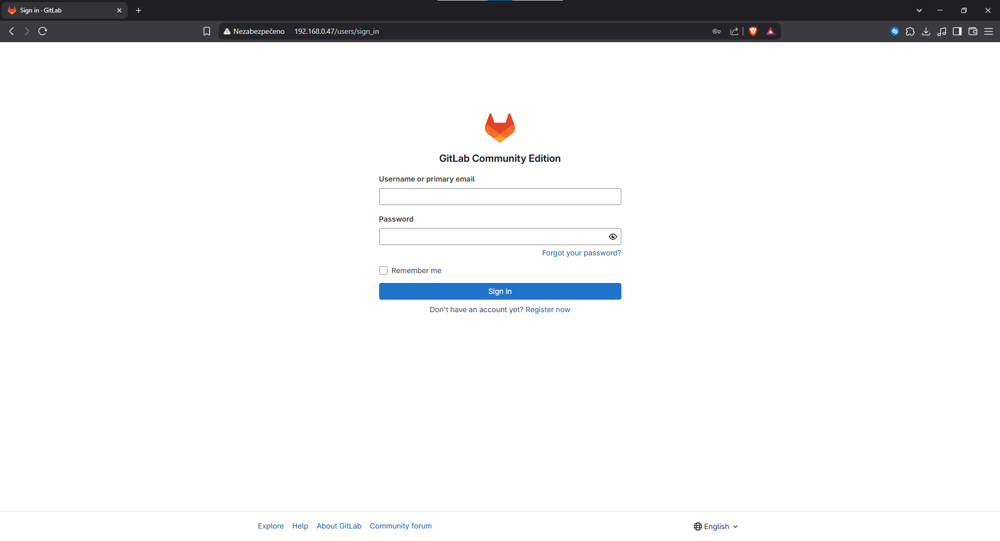 Sign in · GitLab
Nezabezpečeno 192.168.0.47/users/sign_in
GitLab Community Edition
Username or primary email
Password
Forgot your password?
Remember me
Sign in
Don't have an account yet? Register now
Explore Help About GitLab Community forum English